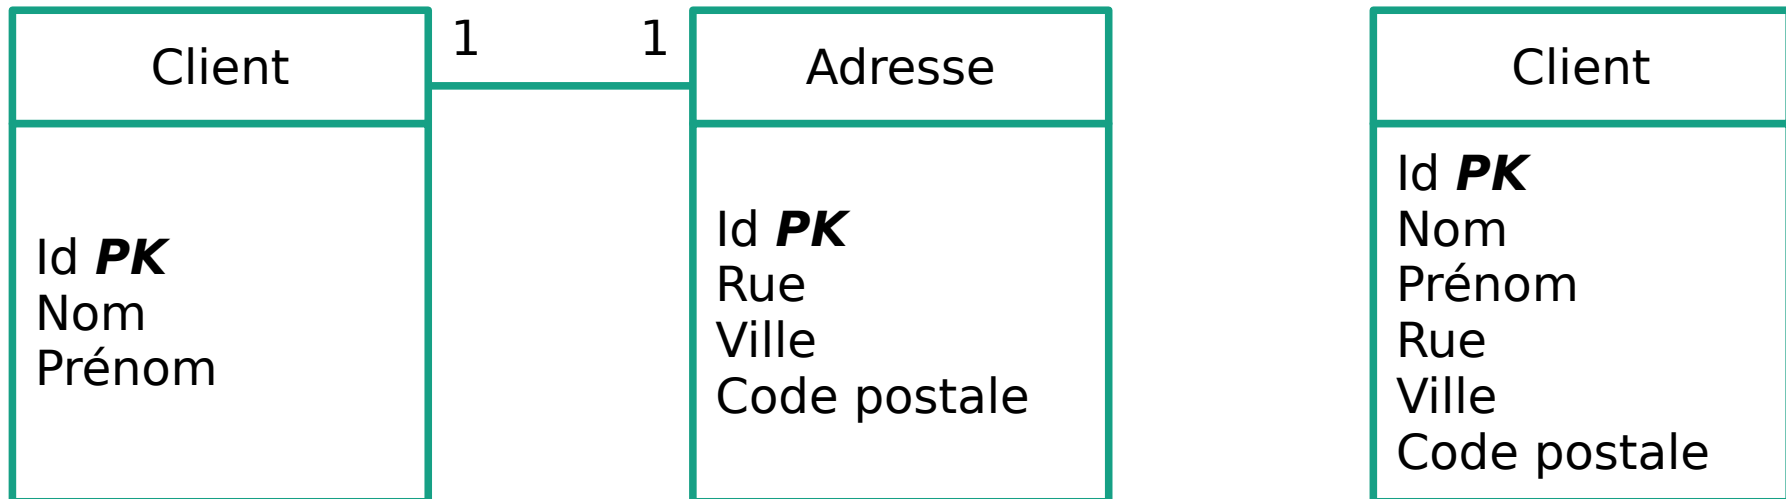 Client
1
1
Adresse
Client
Id PK
Nom
Prénom
Id PK
Rue
Ville
Code postale
Id PK
Nom
Prénom
Rue
Ville
Code postale